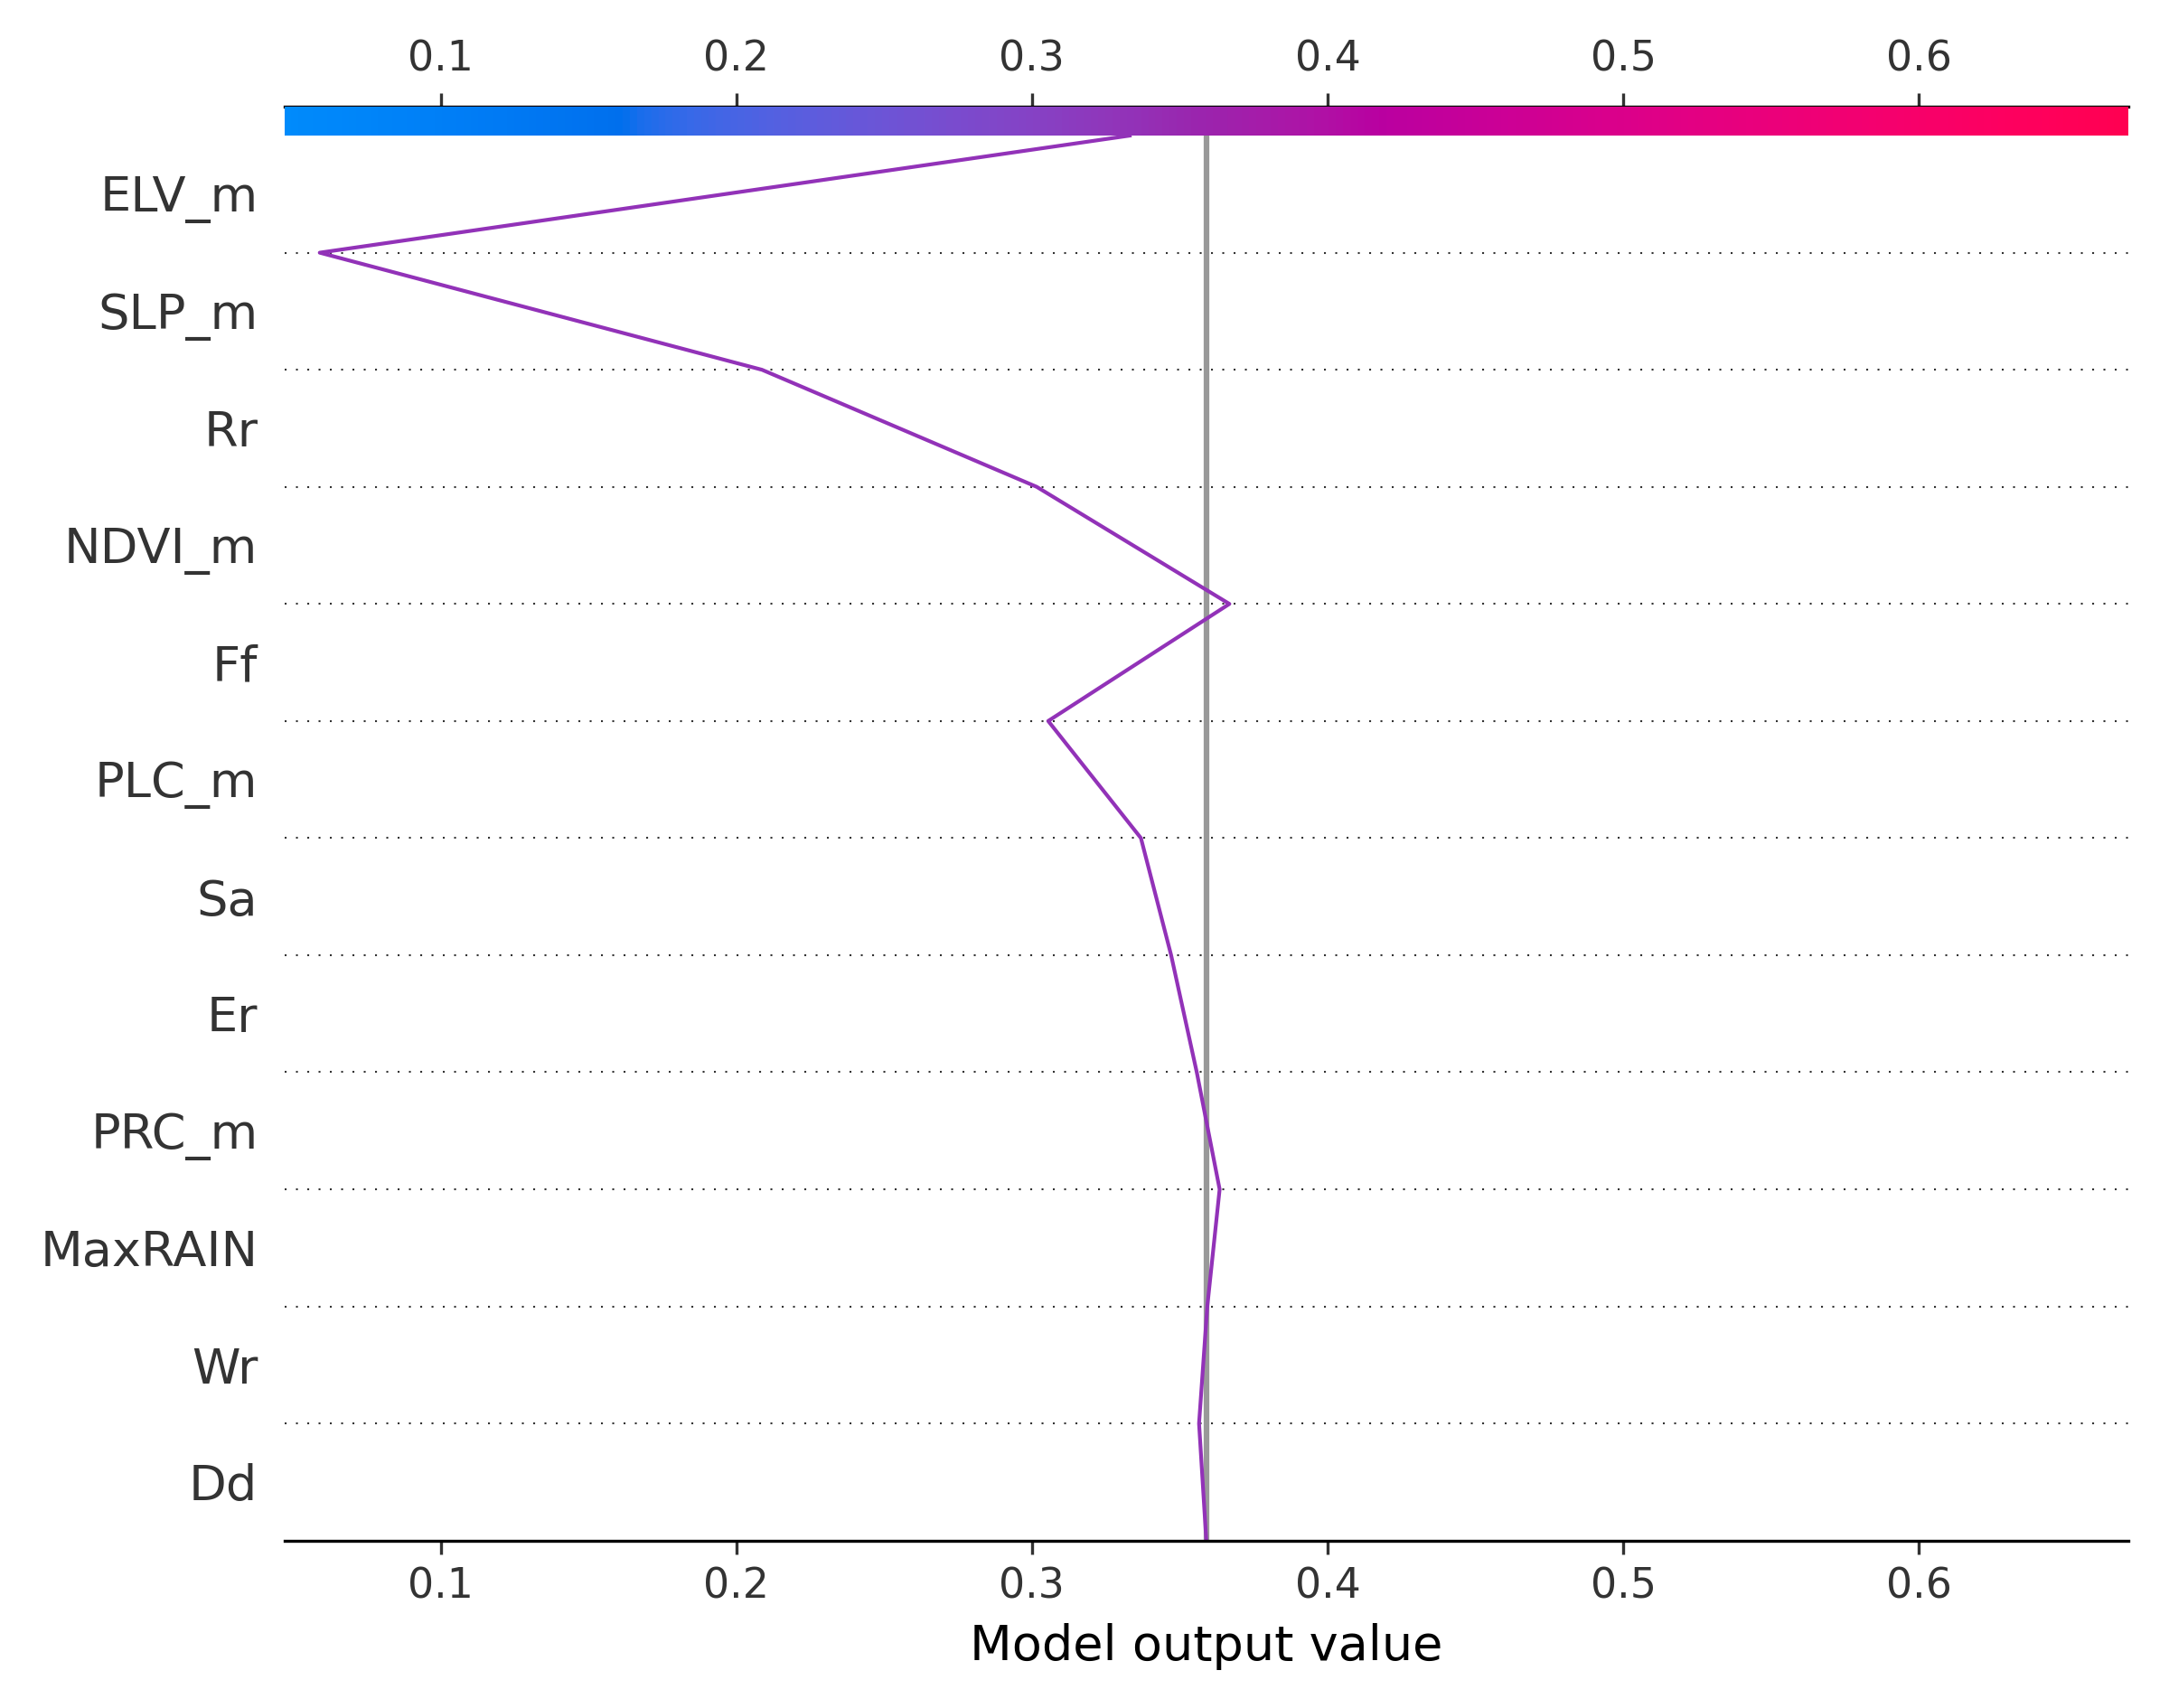 0.1 0.2 0.3 0.4 0.5 0.6
ELV_m
SLP_m
Rr
NDVI_m
Ff
PLC_m
Sa
Er
PRC_m
MaxRAIN
Wr
Dd
0.1 0.2 0.3 0.4 0.5 0.6
Model output value